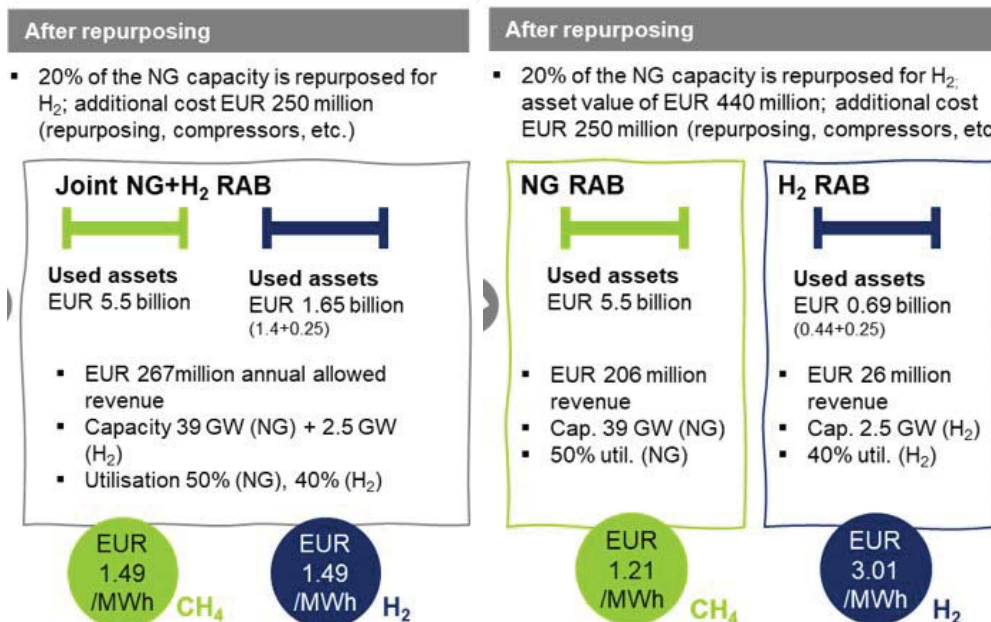 After repurposing
▪ 20% of the NG capacity is repurposed for
H₂; additional cost EUR 250 million
(repurposing, compressors, etc.)
Joint NG+H₂ RAB
Used assets
EUR 5.5 billion
Used assets
EUR 1.65 billion
(1.4+0.25)
▪ EUR 267million annual allowed
revenue
▪ Capacity 39 GW (NG) + 2.5 GW
(H₂)
▪ Utilisation 50% (NG), 40% (H₂)
EUR
1.49
/MWh
CH₄
EUR
1.49
/MWh
H₂
After repurposing
▪ 20% of the NG capacity is repurposed for H₂;
asset value of EUR 440 million; additional cost
EUR 250 million (repurposing, compressors, etc
NG RAB
Used assets
EUR 5.5 billion
▪ EUR 206 million
revenue
▪ Cap. 39 GW (NG)
▪ 50% util. (NG)
EUR
1.21
/MWh
CH₄
H₂ RAB
Used assets
EUR 0.69 billion
(0.44+0.25)
▪ EUR 26 million
revenue
▪ Cap. 2.5 GW (H₂)
▪ 40% util. (H₂)
EUR
3.01
/MWh
H₂